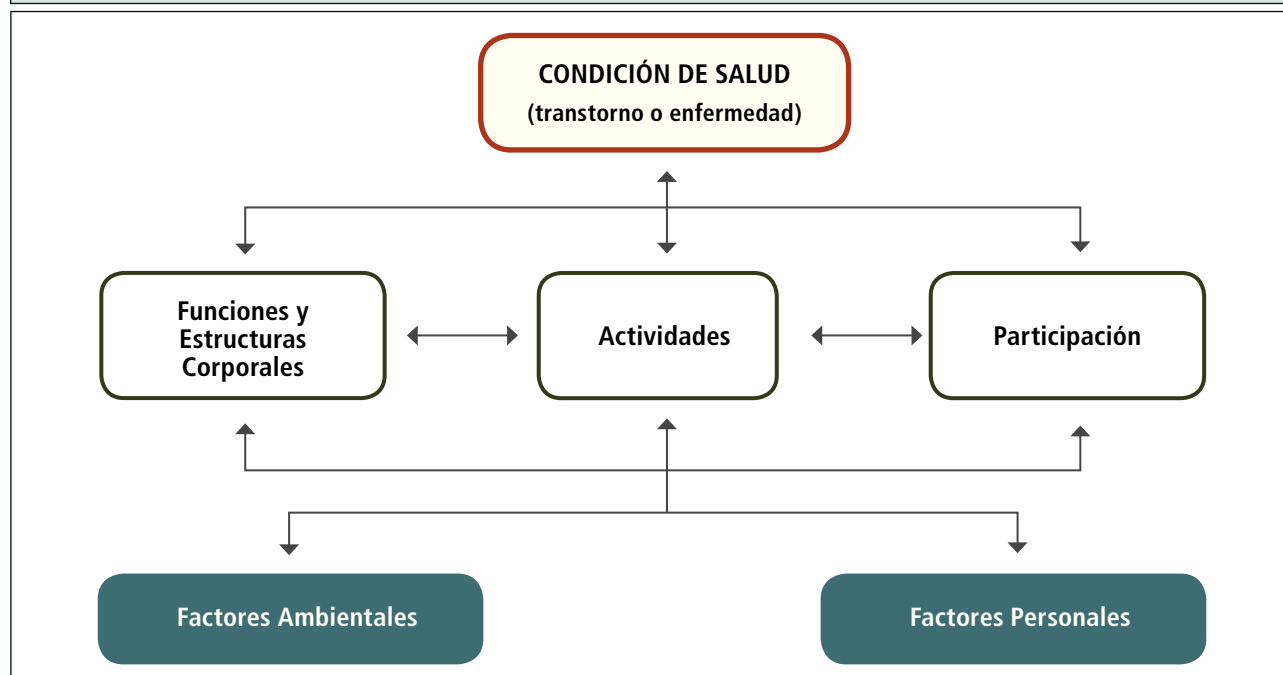 CONDICIÓN DE SALUD
(transtorno o enfermedad)
Funciones y
Estructuras
Corporales
Actividades
Participación
Factores Ambientales
Factores Personales